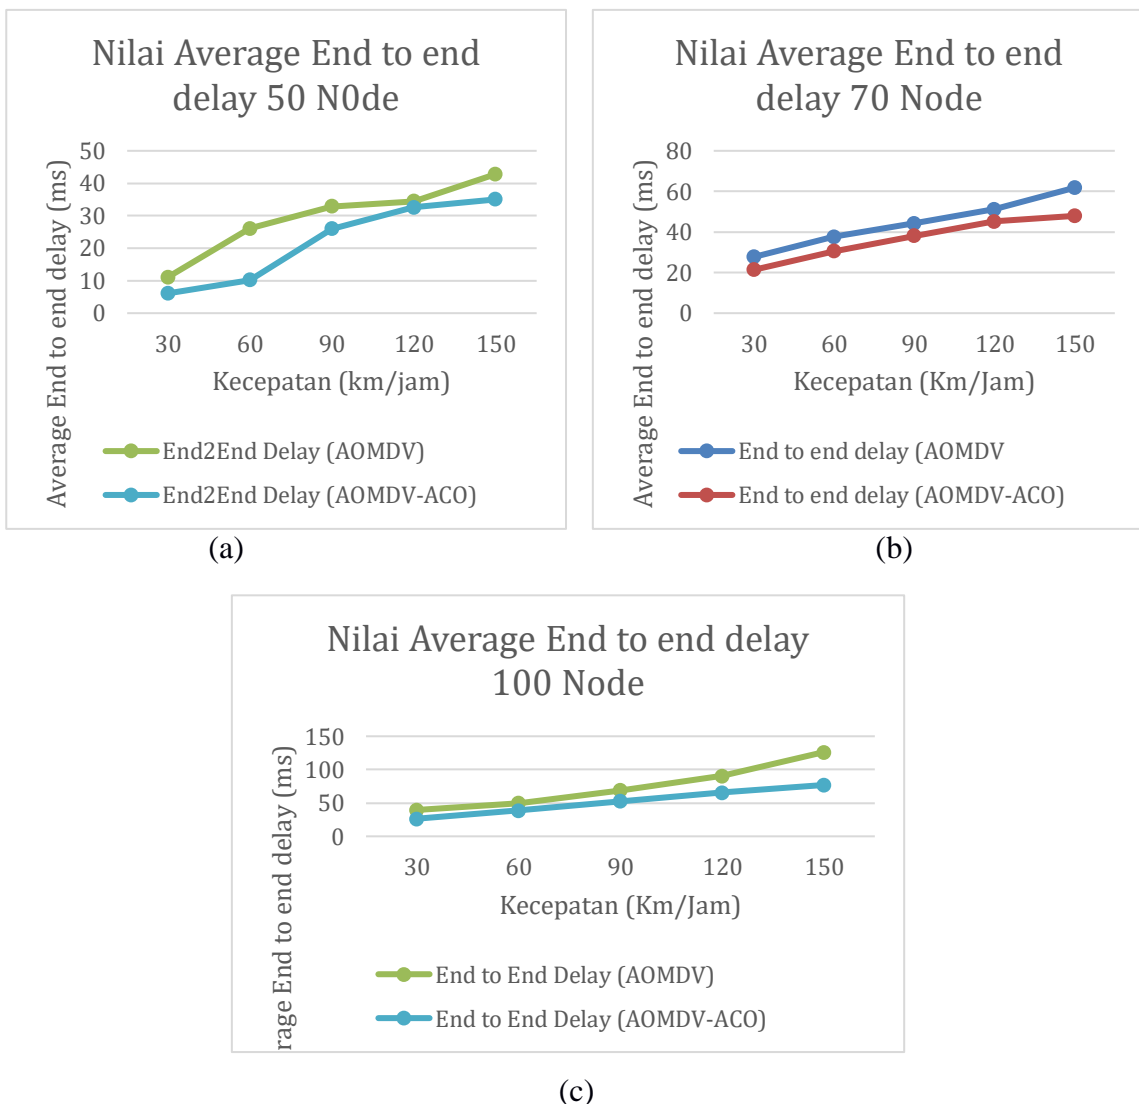 Nilai Average End to end
delay 50 N0de
Average End to end delay (ms)
50
40
30
20
10
0
30 60 90 120 150
Kecepatan (km/jam)
End2End Delay (AOMDV)
End2End Delay (AOMDV-ACO)
(a)
Nilai Average End to end
delay 70 Node
Average End to end delay (ms)
80
60
40
20
0
30 60 90 120 150
Kecepatan (Km/Jam)
End to end delay (AOMDV
End to end delay (AOMDV-ACO)
(b)
Nilai Average End to end delay
100 Node
rage End to end delay (ms)
150
100
50
0
30 60 90 120 150
Kecepatan (Km/Jam)
End to End Delay (AOMDV)
End to End Delay (AOMDV-ACO)
(c)